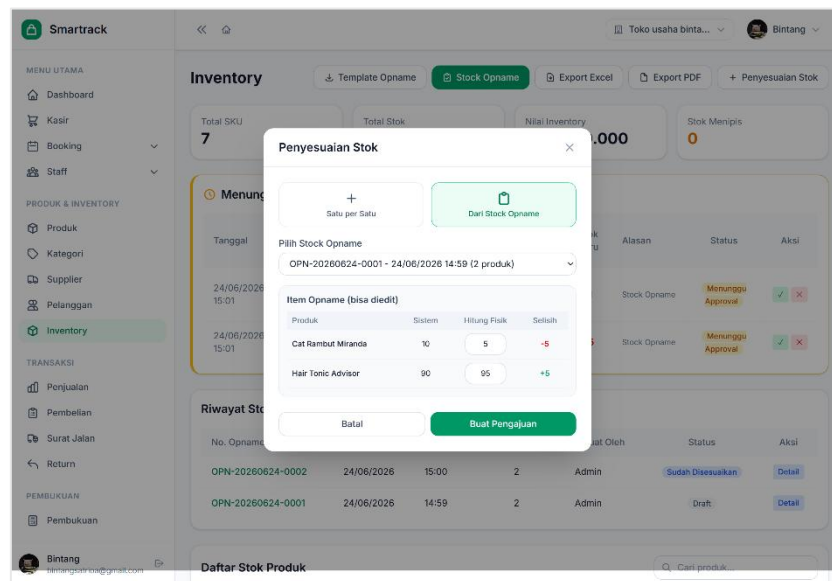 Smartrack
Toko usaha binta...
Bintang
MENU UTAMA
Dashboard
Kasir
Booking
Staff
PRODUK & INVENTORY
Produk
Kategori
Supplier
Pelanggan
Inventory
TRANSAKSI
Penjualan
Pembelian
Surat Jalan
Return
PEMBUKUAN
Pembukuan
Bintang
Inventory
Template Opname
Stock Opname
Export Excel
Export PDF
+ Penyesuaian Stok
Total SKU
7
Total Stok
Nilai Inventory
.000
Stok Menipis
0
Tanggal
Alasan
Status
Aksi
24/06/2026
15:01
Stock Opname
Menunggu
Approval
24/06/2026
15:01
Stock Opname
Menunggu
Approval
Penyesuaian Stok
Satu per Satu
Dari Stock Opname
Pilih Stock Opname
OPN-20260624-0001 - 24/06/2026 14:59 (2 produk)
Item Opname (bisa diedit)
Produk Sistem Hitung Fisik Selisih
Cat Rambut Miranda 10 5 -5
Hair Tonic Advisor 90 95 +5
Batal
Buat Pengajuan
Riwayat
No. Opname
Oleh
Status
Aksi
OPN-20260624-0002 24/06/2026 15:00 2 Admin Sudah Disesuaikan Detail
OPN-20260624-0001 24/06/2026 14:59 2 Admin Draft Detail
Daftar Stok Produk
Cari produk...